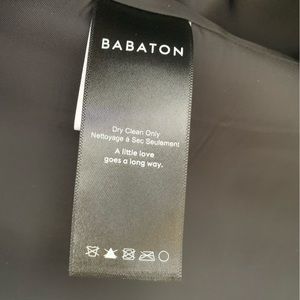 BABATON
Dry Clean Only
Nettoyage à Sec Seulement
A little love
goes a long way.